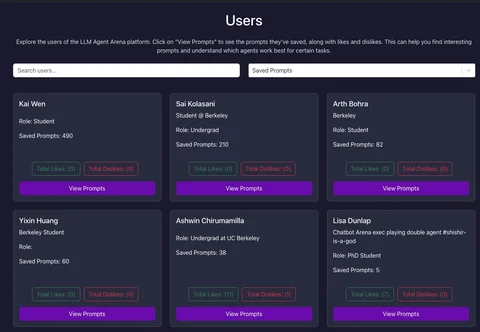 Users
Explore the users of the LLM Agent Arena platform. Click on "View Prompts" to see the prompts they've saved, along with likes and dislikes. This can help you find interesting
prompts and understand which agents work best for certain tasks.
Search users...
Saved Prompts
Kai Wen
Role: Student
Saved Prompts: 490
Total Likes: (0)
Total Dislikes: (0)
View Prompts
Sai Kolasani
Student @ Berkeley
Role: Undergrad
Saved Prompts: 210
Total Likes: (0)
Total Dislikes: (0)
View Prompts
Arth Bohra
Berkeley
Role: Student
Saved Prompts: 82
Total Likes: (0)
Total Dislikes: (0)
View Prompts
Yixin Huang
Berkeley Student
Role:
Saved Prompts: 60
Total Likes: (0)
Total Dislikes: (0)
View Prompts
Ashwin Chirumamilla
Role: Undergrad at UC Berkeley
Saved Prompts: 38
Total Likes: (11)
Total Dislikes: (1)
View Prompts
Lisa Dunlap
Chatbot Arena exec playing double agent #shishir-
is-a-god
Role: PhD Student
Saved Prompts: 5
Total Likes: (7)
Total Dislikes: (0)
View Prompts